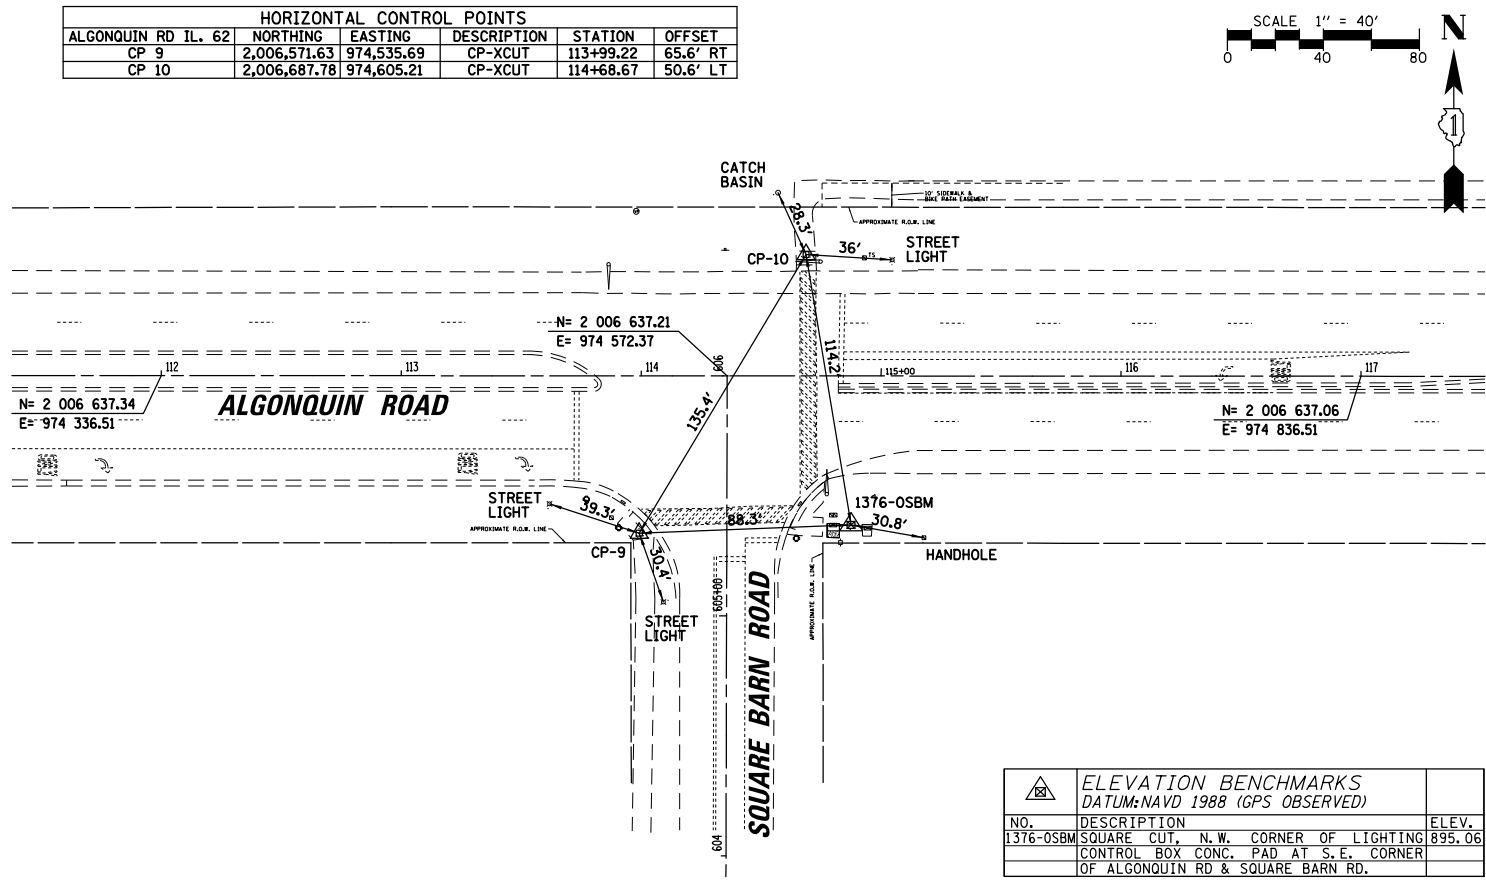 HORIZONTAL CONTROL POINTS
ALGONQUIN RD IL. 62 NORTHING EASTING DESCRIPTION STATION OFFSET
CP 9 2,006,571.63 974,535.69 CP-XCUT 113+99.22 65.6' RT
CP 10 2,006,687.78 974,605.21 CP-XCUT 114+68.67 50.6' LT
SCALE 1" = 40'
0 40 80
N
1
CATCH
BASIN
10' SIDEWALK &
BIKE PATH EASEMENT
APPROXIMATE R.O.W. LINE
28.3'
CP-10
36'
TS
STREET
LIGHT
N= 2 006 637.21
E= 974 572.37
114.2'
606
112
113
114
115+00
116
117
N= 2 006 637.34
E= 974 336.51
ALGONQUIN ROAD
135.4'
N= 2 006 637.06
E= 974 836.51
STREET
LIGHT
39.3'
APPROXIMATE R.O.W. LINE
CP-9
88.3'
1376-OSBM
30.8'
HANDHOLE
30.4'
STREET
LIGHT
605+00
SQUARE BARN ROAD
APPROXIMATE R.O.W. LINE
604
ELEVATION BENCHMARKS
DATUM:NAVD 1988 (GPS OBSERVED)
NO. DESCRIPTION ELEV.
1376-OSBM SQUARE CUT, N.W. CORNER OF LIGHTING 895.06
CONTROL BOX CONC. PAD AT S.E. CORNER
OF ALGONQUIN RD & SQUARE BARN RD.